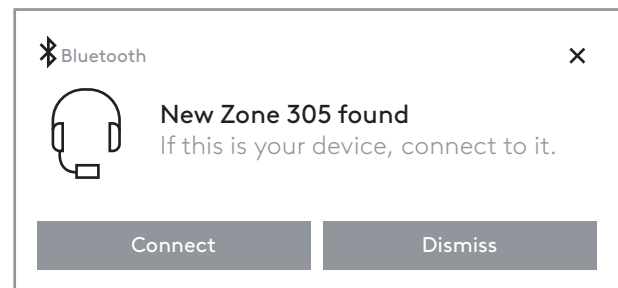 Bluetooth
New Zone 305 found
If this is your device, connect to it.
Connect
Dismiss